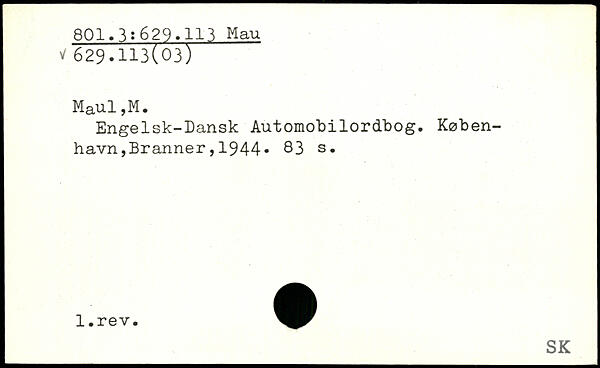 801.3:629.113 Mau
✓ 629.113(03)
Maul,M.
Engelsk-Dansk Automobilordbog. Køben-
havn,Branner,1944. 83 s.
1.rev.
SK